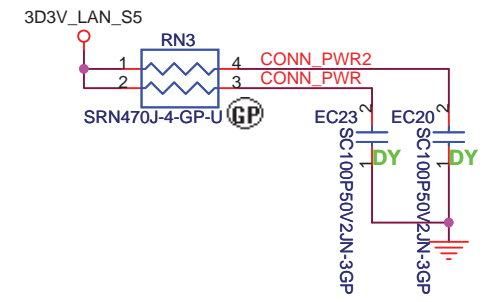 3D3V_LAN_S5
RN3
1 4 CONN_PWR2
2 3 CONN_PWR
SRN470J-4-GP-U GP
EC23 2 EC20 2
1 DY 1 DY
SC100P50V2JN-3GP
SC100P50V2JN-3GP